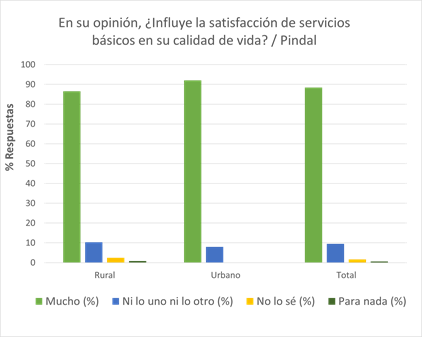 En su opinión, ¿Influye la satisfacción de servicios
básicos en su calidad de vida? / Pindal
% Respuestas
100
90
80
70
60
50
40
30
20
10
0
Rural Urbano Total
Mucho (%) Ni lo uno ni lo otro (%) No lo sé (%) Para nada (%)